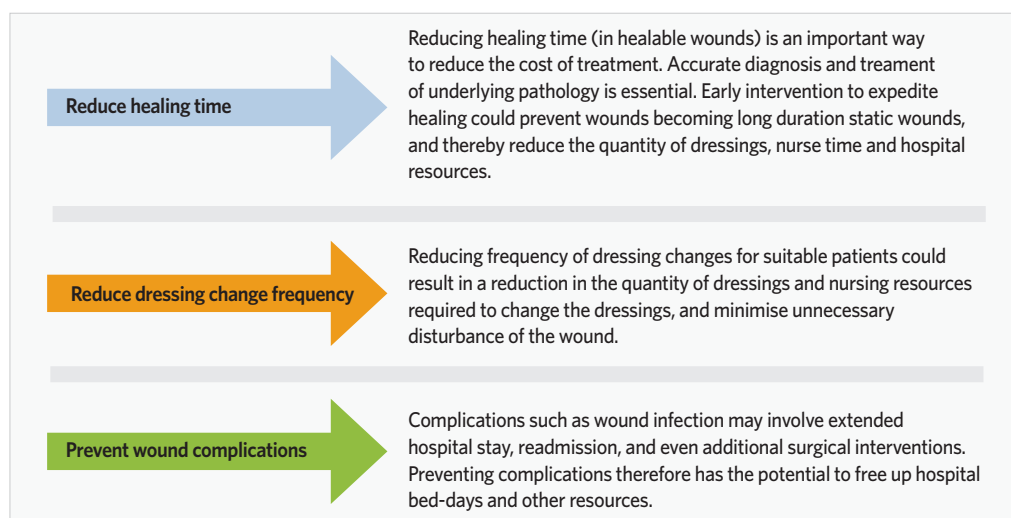 Reduce healing time
Reducing healing time (in healable wounds) is an important way
to reduce the cost of treatment. Accurate diagnosis and treament
of underlying pathology is essential. Early intervention to expedite
healing could prevent wounds becoming long duration static wounds,
and thereby reduce the quantity of dressings, nurse time and hospital
resources.
Reduce dressing change frequency
Reducing frequency of dressing changes for suitable patients could
result in a reduction in the quantity of dressings and nursing resources
required to change the dressings, and minimise unnecessary
disturbance of the wound.
Prevent wound complications
Complications such as wound infection may involve extended
hospital stay, readmission, and even additional surgical interventions.
Preventing complications therefore has the potential to free up hospital
bed-days and other resources.